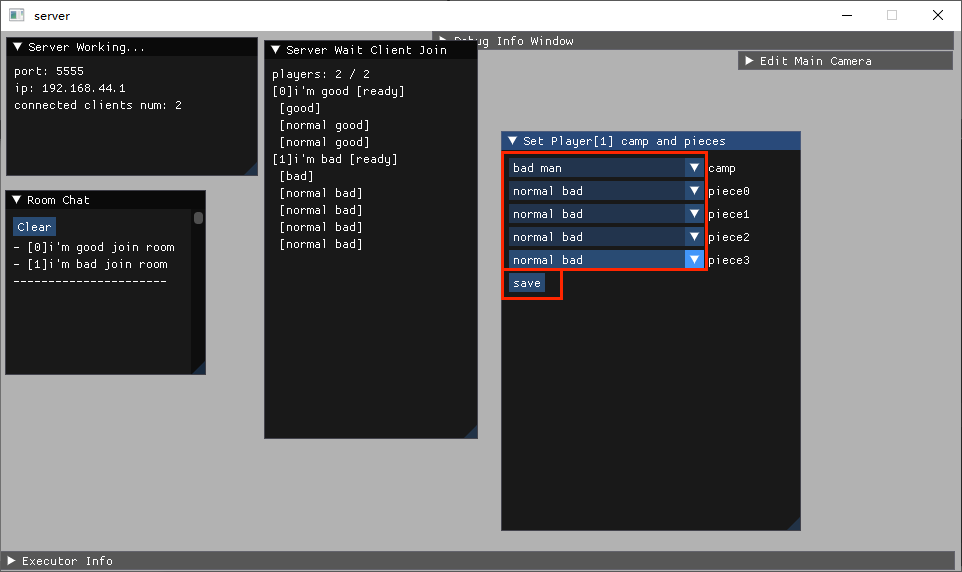 server
Server Working...
port: 5555
ip: 192.168.44.1
connected clients num: 2
Room Chat
Clear
- [0]i'm good join room
- [1]i'm bad join room
----------------------
Server Wait Client Join
players: 2 / 2
[0]i'm good [ready]
[good]
[normal good]
[normal good]
[1]i'm bad [ready]
[bad]
[normal bad]
[normal bad]
[normal bad]
[normal bad]
Debug Info Window
Edit Main Camera
Set Player[1] camp and pieces
bad man camp
normal bad piece0
normal bad piece1
normal bad piece2
normal bad piece3
save
Executor Info